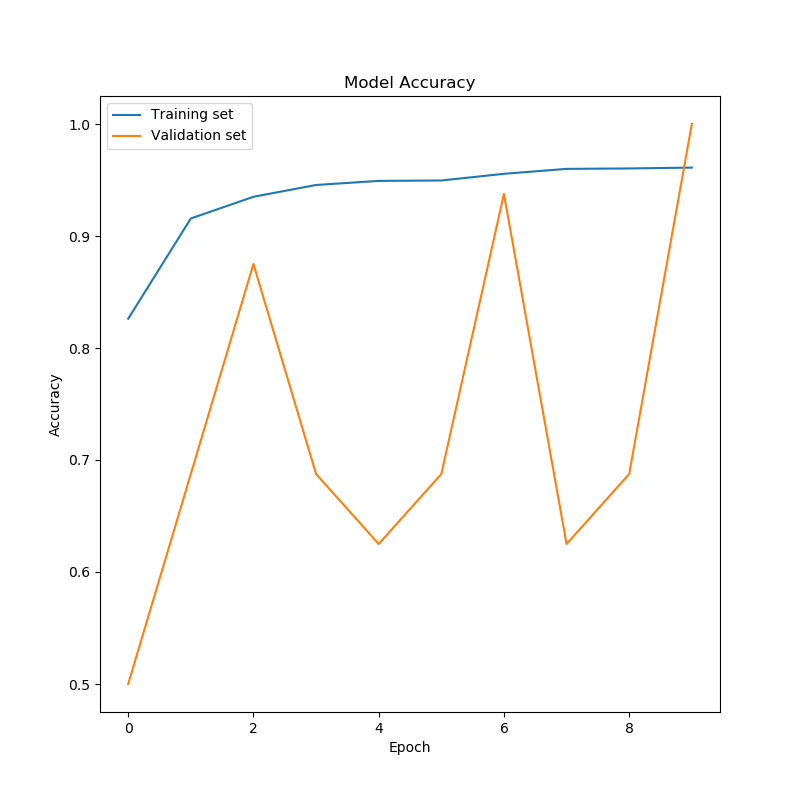 Model Accuracy
Training set
Validation set
1.0
0.9
0.8
0.7
0.6
0.5
Accuracy
0 2 4 6 8
Epoch